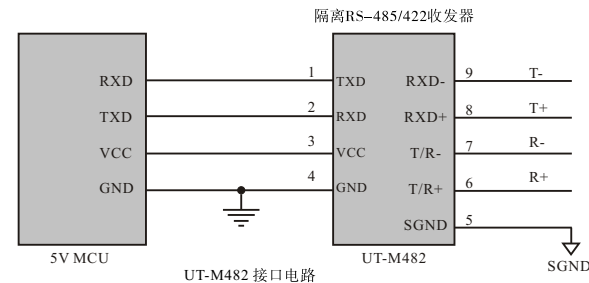 隔离RS-485/422收发器
RXD 1 TXD RXD- 9 T-
TXD 2 RXD RXD+ 8 T+
VCC 3 VCC T/R- 7 R-
GND 4 GND T/R+ 6 R+
SGND 5
5V MCU UT-M482 SGND
UT-M482 接口电路